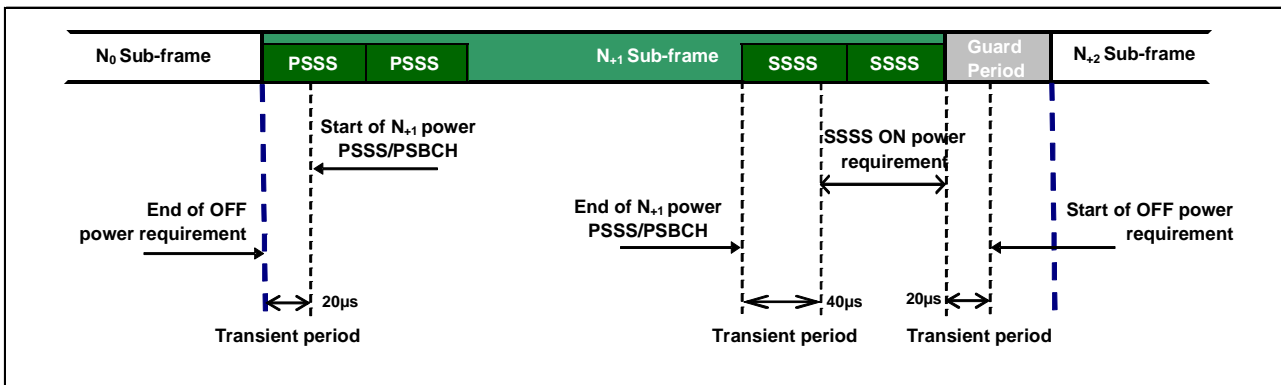 N₀ Sub-frame
PSSS
PSSS
N₊₁ Sub-frame
SSSS
SSSS
Guard
Period
N₊₂ Sub-frame
Start of N₊₁ power
PSSS/PSBCH
SSSS ON power
requirement
End of OFF
power requirement
End of N₊₁ power
PSSS/PSBCH
Start of OFF power
requirement
20µs
40µs
20µs
Transient period
Transient period
Transient period